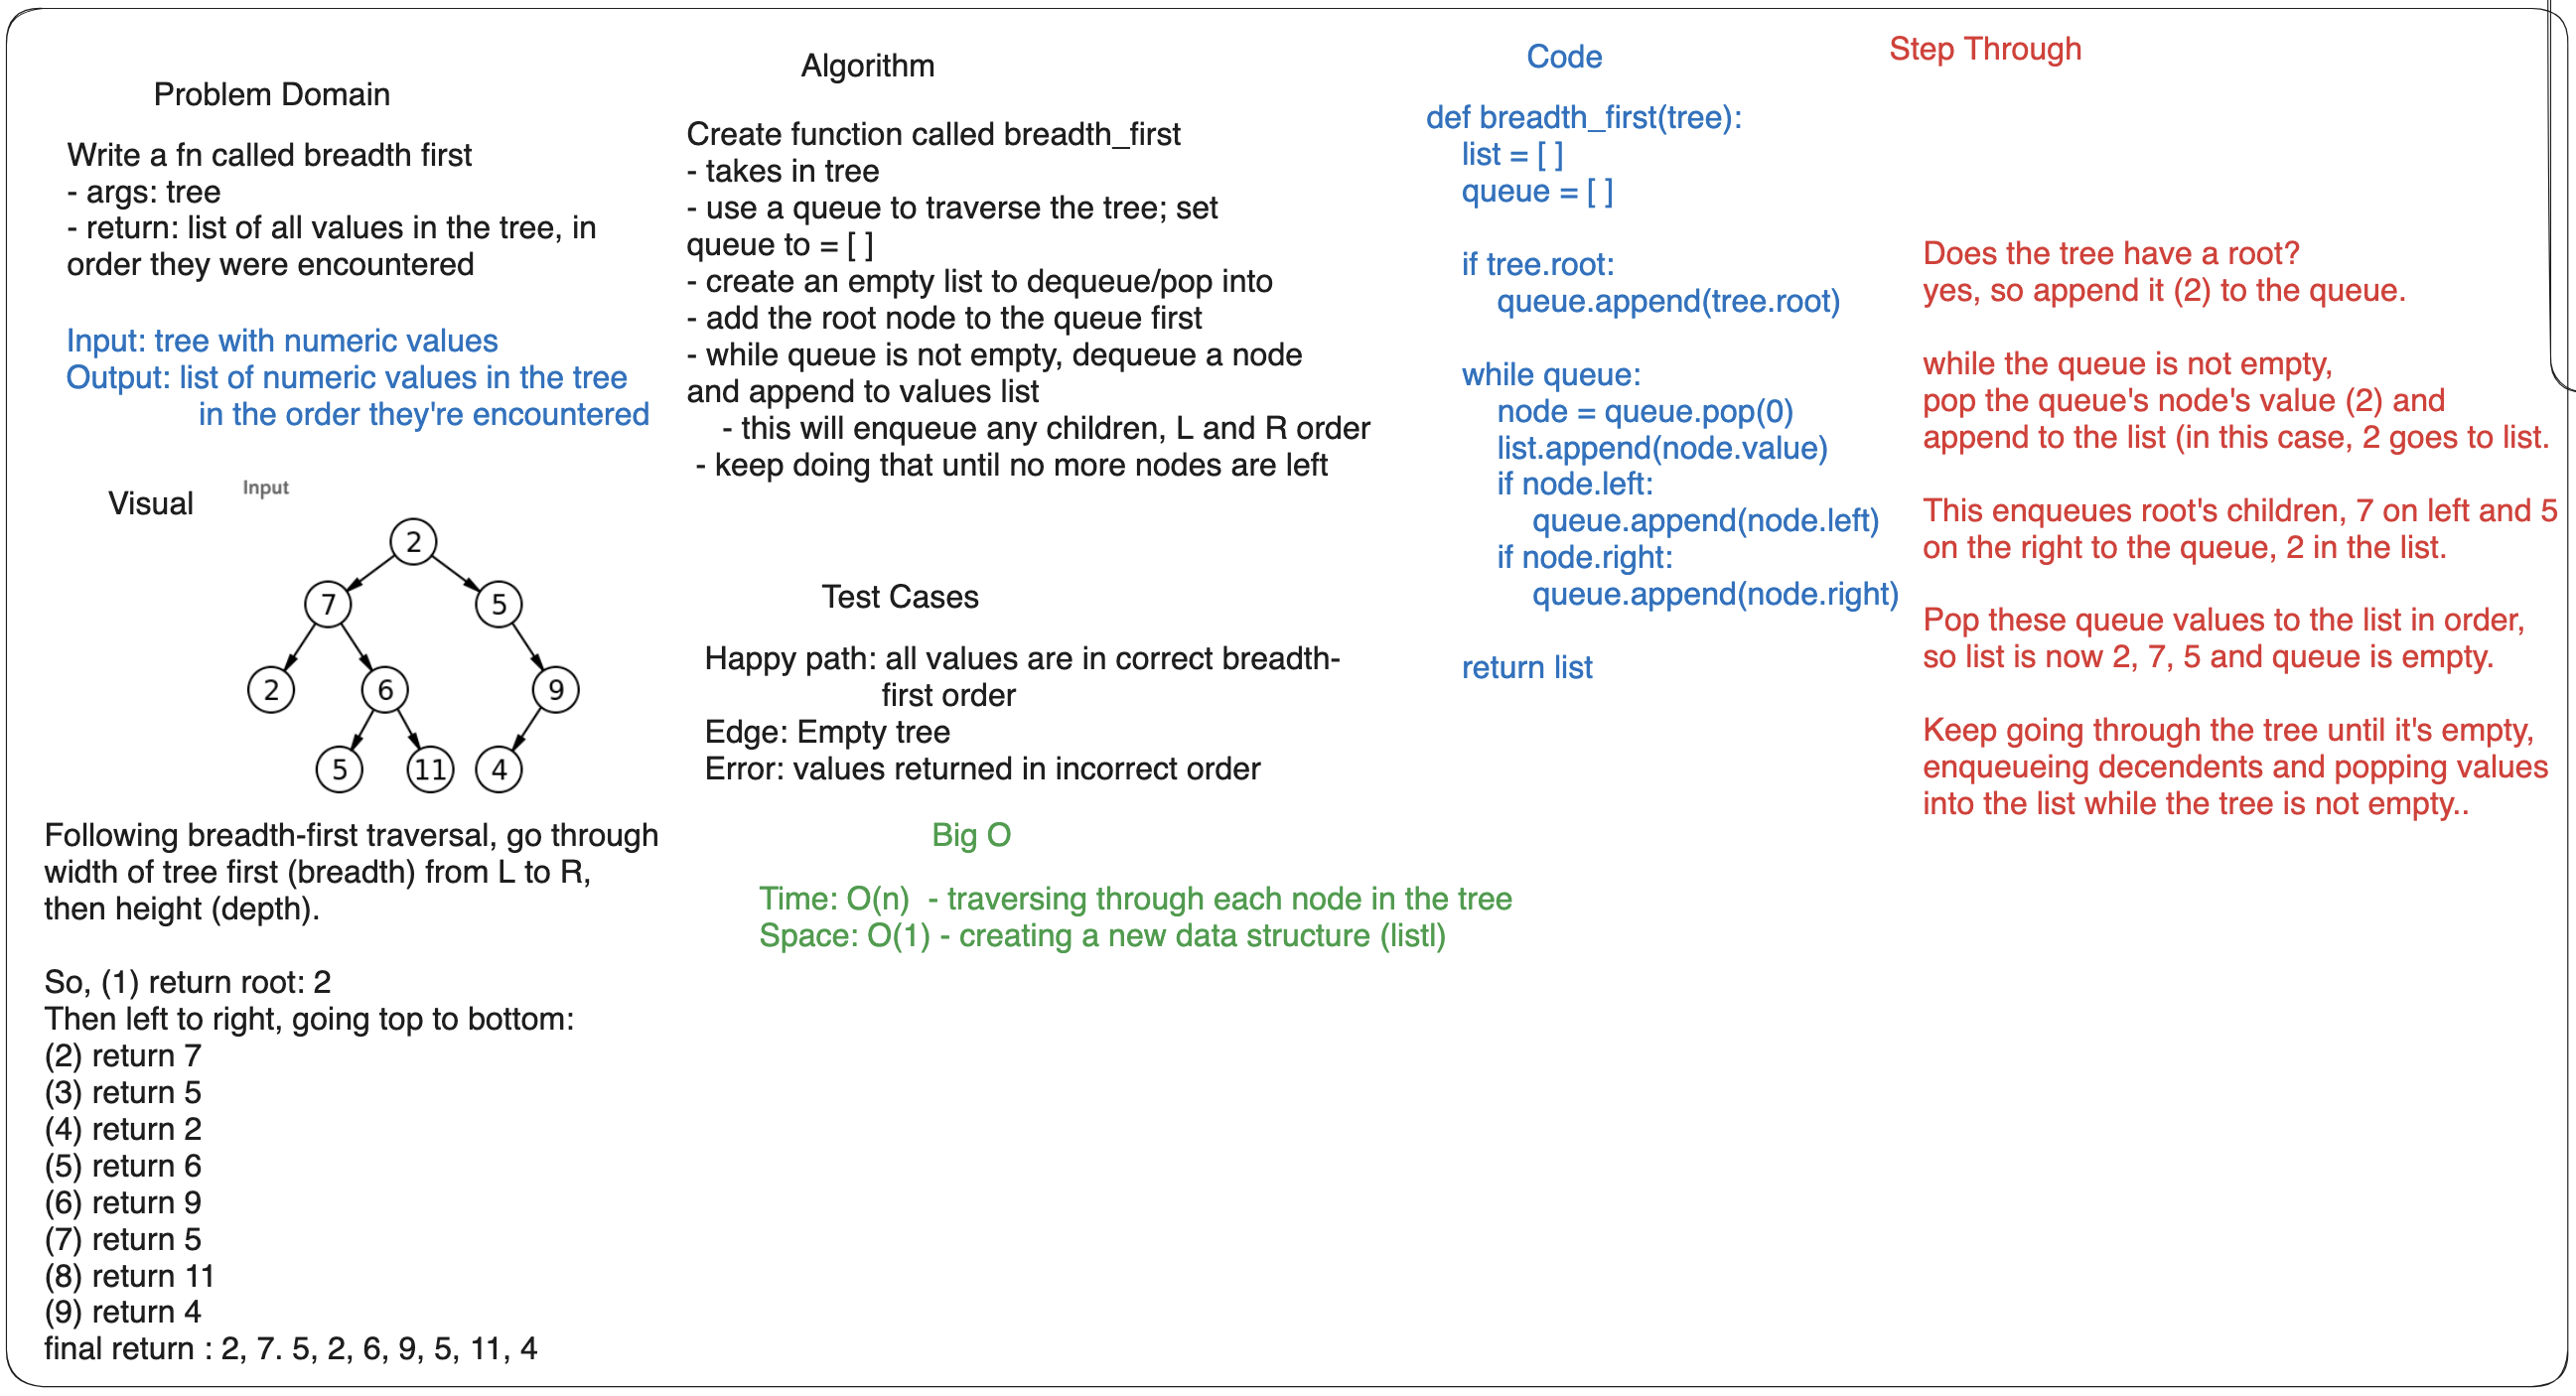 Problem Domain
Write a fn called breadth first
- args: tree
- return: list of all values in the tree, in
order they were encountered
Input: tree with numeric values
Output: list of numeric values in the tree
in the order they're encountered
Visual
Input
2
7
5
2
6
9
5
11
4
Following breadth-first traversal, go through
width of tree first (breadth) from L to R,
then height (depth).
So, (1) return root: 2
Then left to right, going top to bottom:
(2) return 7
(3) return 5
(4) return 2
(5) return 6
(6) return 9
(7) return 5
(8) return 11
(9) return 4
final return : 2, 7. 5, 2, 6, 9, 5, 11, 4
Algorithm
Create function called breadth_first
- takes in tree
- use a queue to traverse the tree; set
queue to = [ ]
- create an empty list to dequeue/pop into
- add the root node to the queue first
- while queue is not empty, dequeue a node
and append to values list
- this will enqueue any children, L and R order
- keep doing that until no more nodes are left
Test Cases
Happy path: all values are in correct breadth-
first order
Edge: Empty tree
Error: values returned in incorrect order
Big O
Time: O(n)  - traversing through each node in the tree
Space: O(1) - creating a new data structure (listl)
Code
def breadth_first(tree):
list = [ ]
queue = [ ]
if tree.root:
queue.append(tree.root)
while queue:
node = queue.pop(0)
list.append(node.value)
if node.left:
queue.append(node.left)
if node.right:
queue.append(node.right)
return list
Step Through
Does the tree have a root?
yes, so append it (2) to the queue.
while the queue is not empty,
pop the queue's node's value (2) and
append to the list (in this case, 2 goes to list.
This enqueues root's children, 7 on left and 5
on the right to the queue, 2 in the list.
Pop these queue values to the list in order,
so list is now 2, 7, 5 and queue is empty.
Keep going through the tree until it's empty,
enqueueing decendents and popping values
into the list while the tree is not empty..